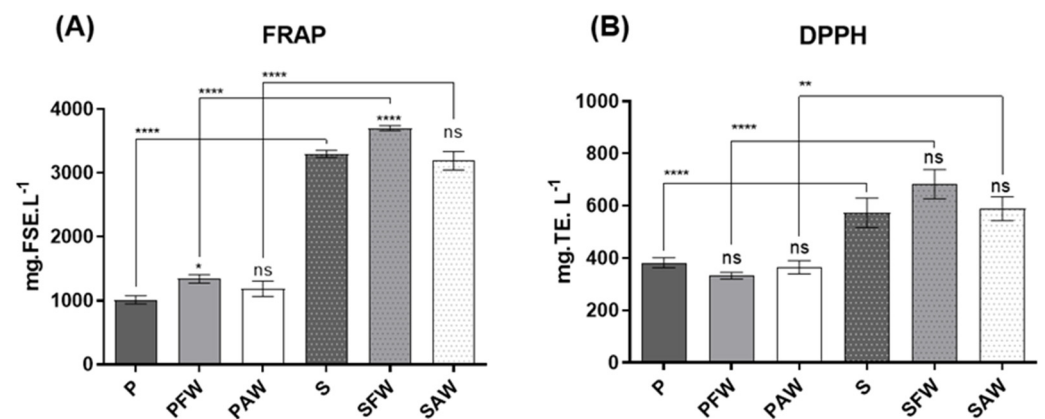 (A)
FRAP
****
****
****
****
*
ns
ns
4000
3000
2000
1000
0
mg.FSE.L⁻¹
P
PFW
PAW
S
SFW
SAW
(B)
DPPH
**
****
****
ns
ns
ns
ns
1000
800
600
400
200
0
mg.TE. L⁻¹
P
PFW
PAW
S
SFW
SAW